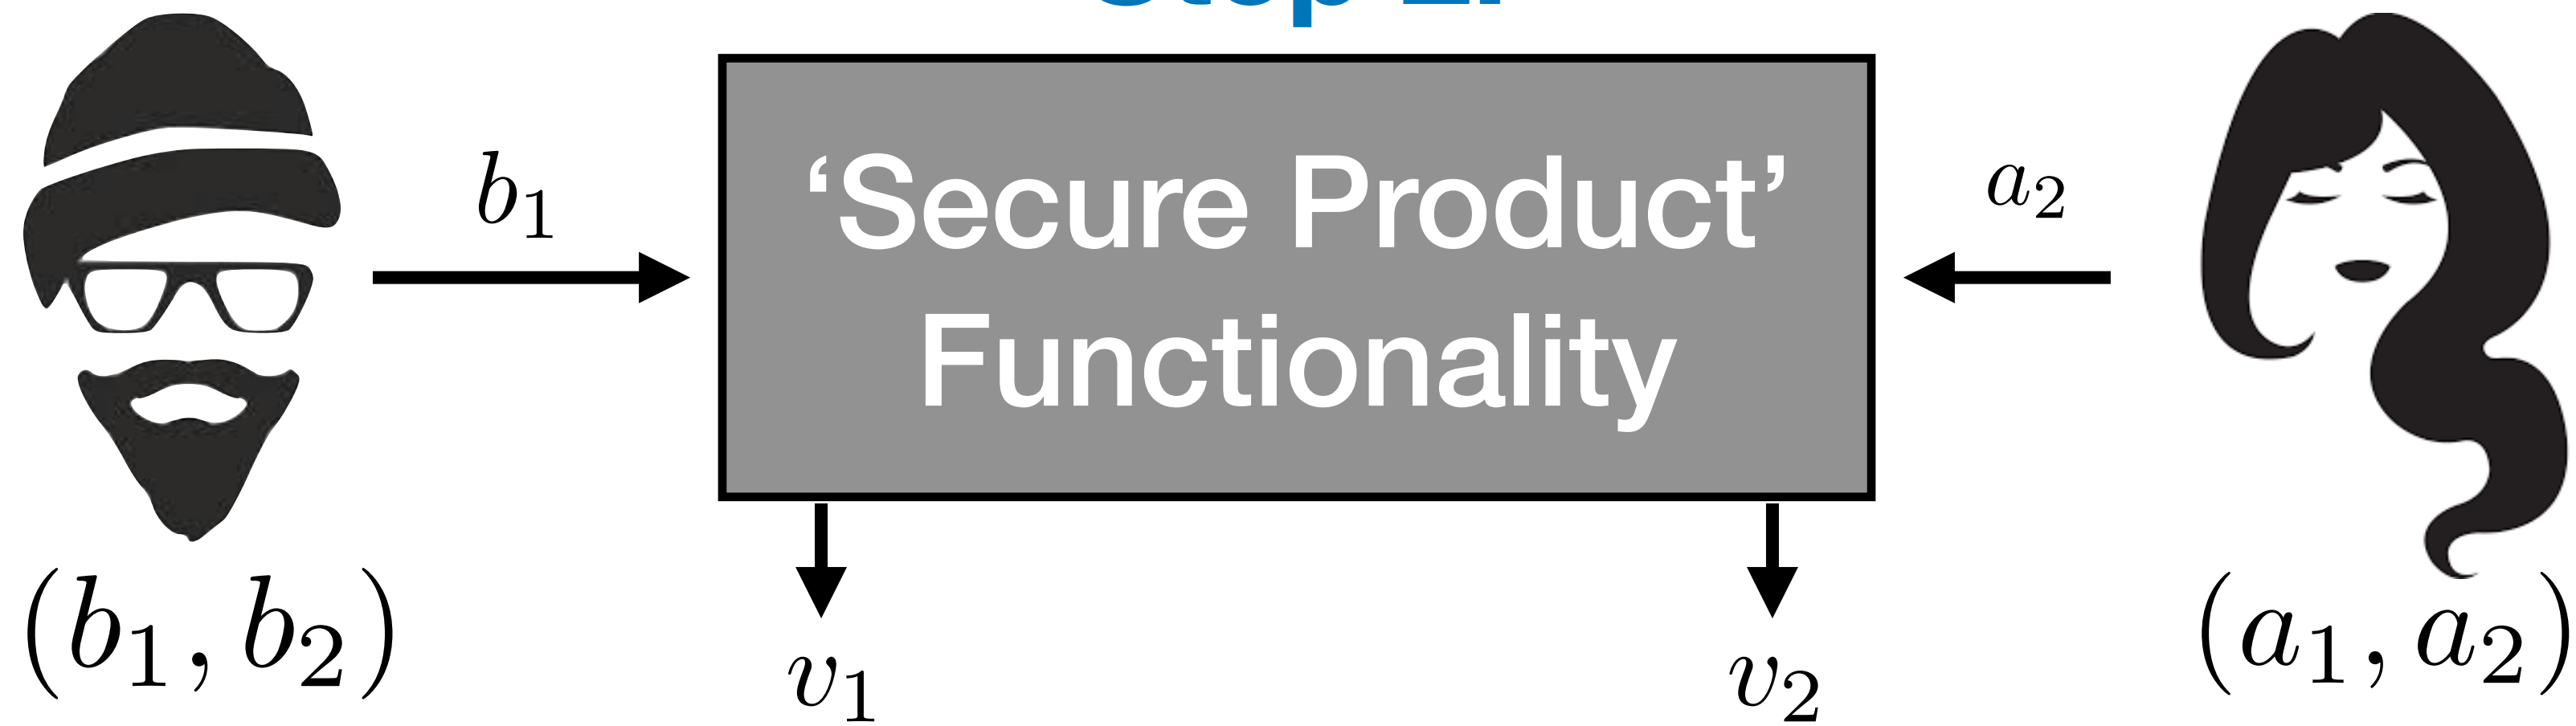 b₁
‘Secure Product’
Functionality
a₂
(b₁, b₂)
v₁
v₂
(a₁, a₂)